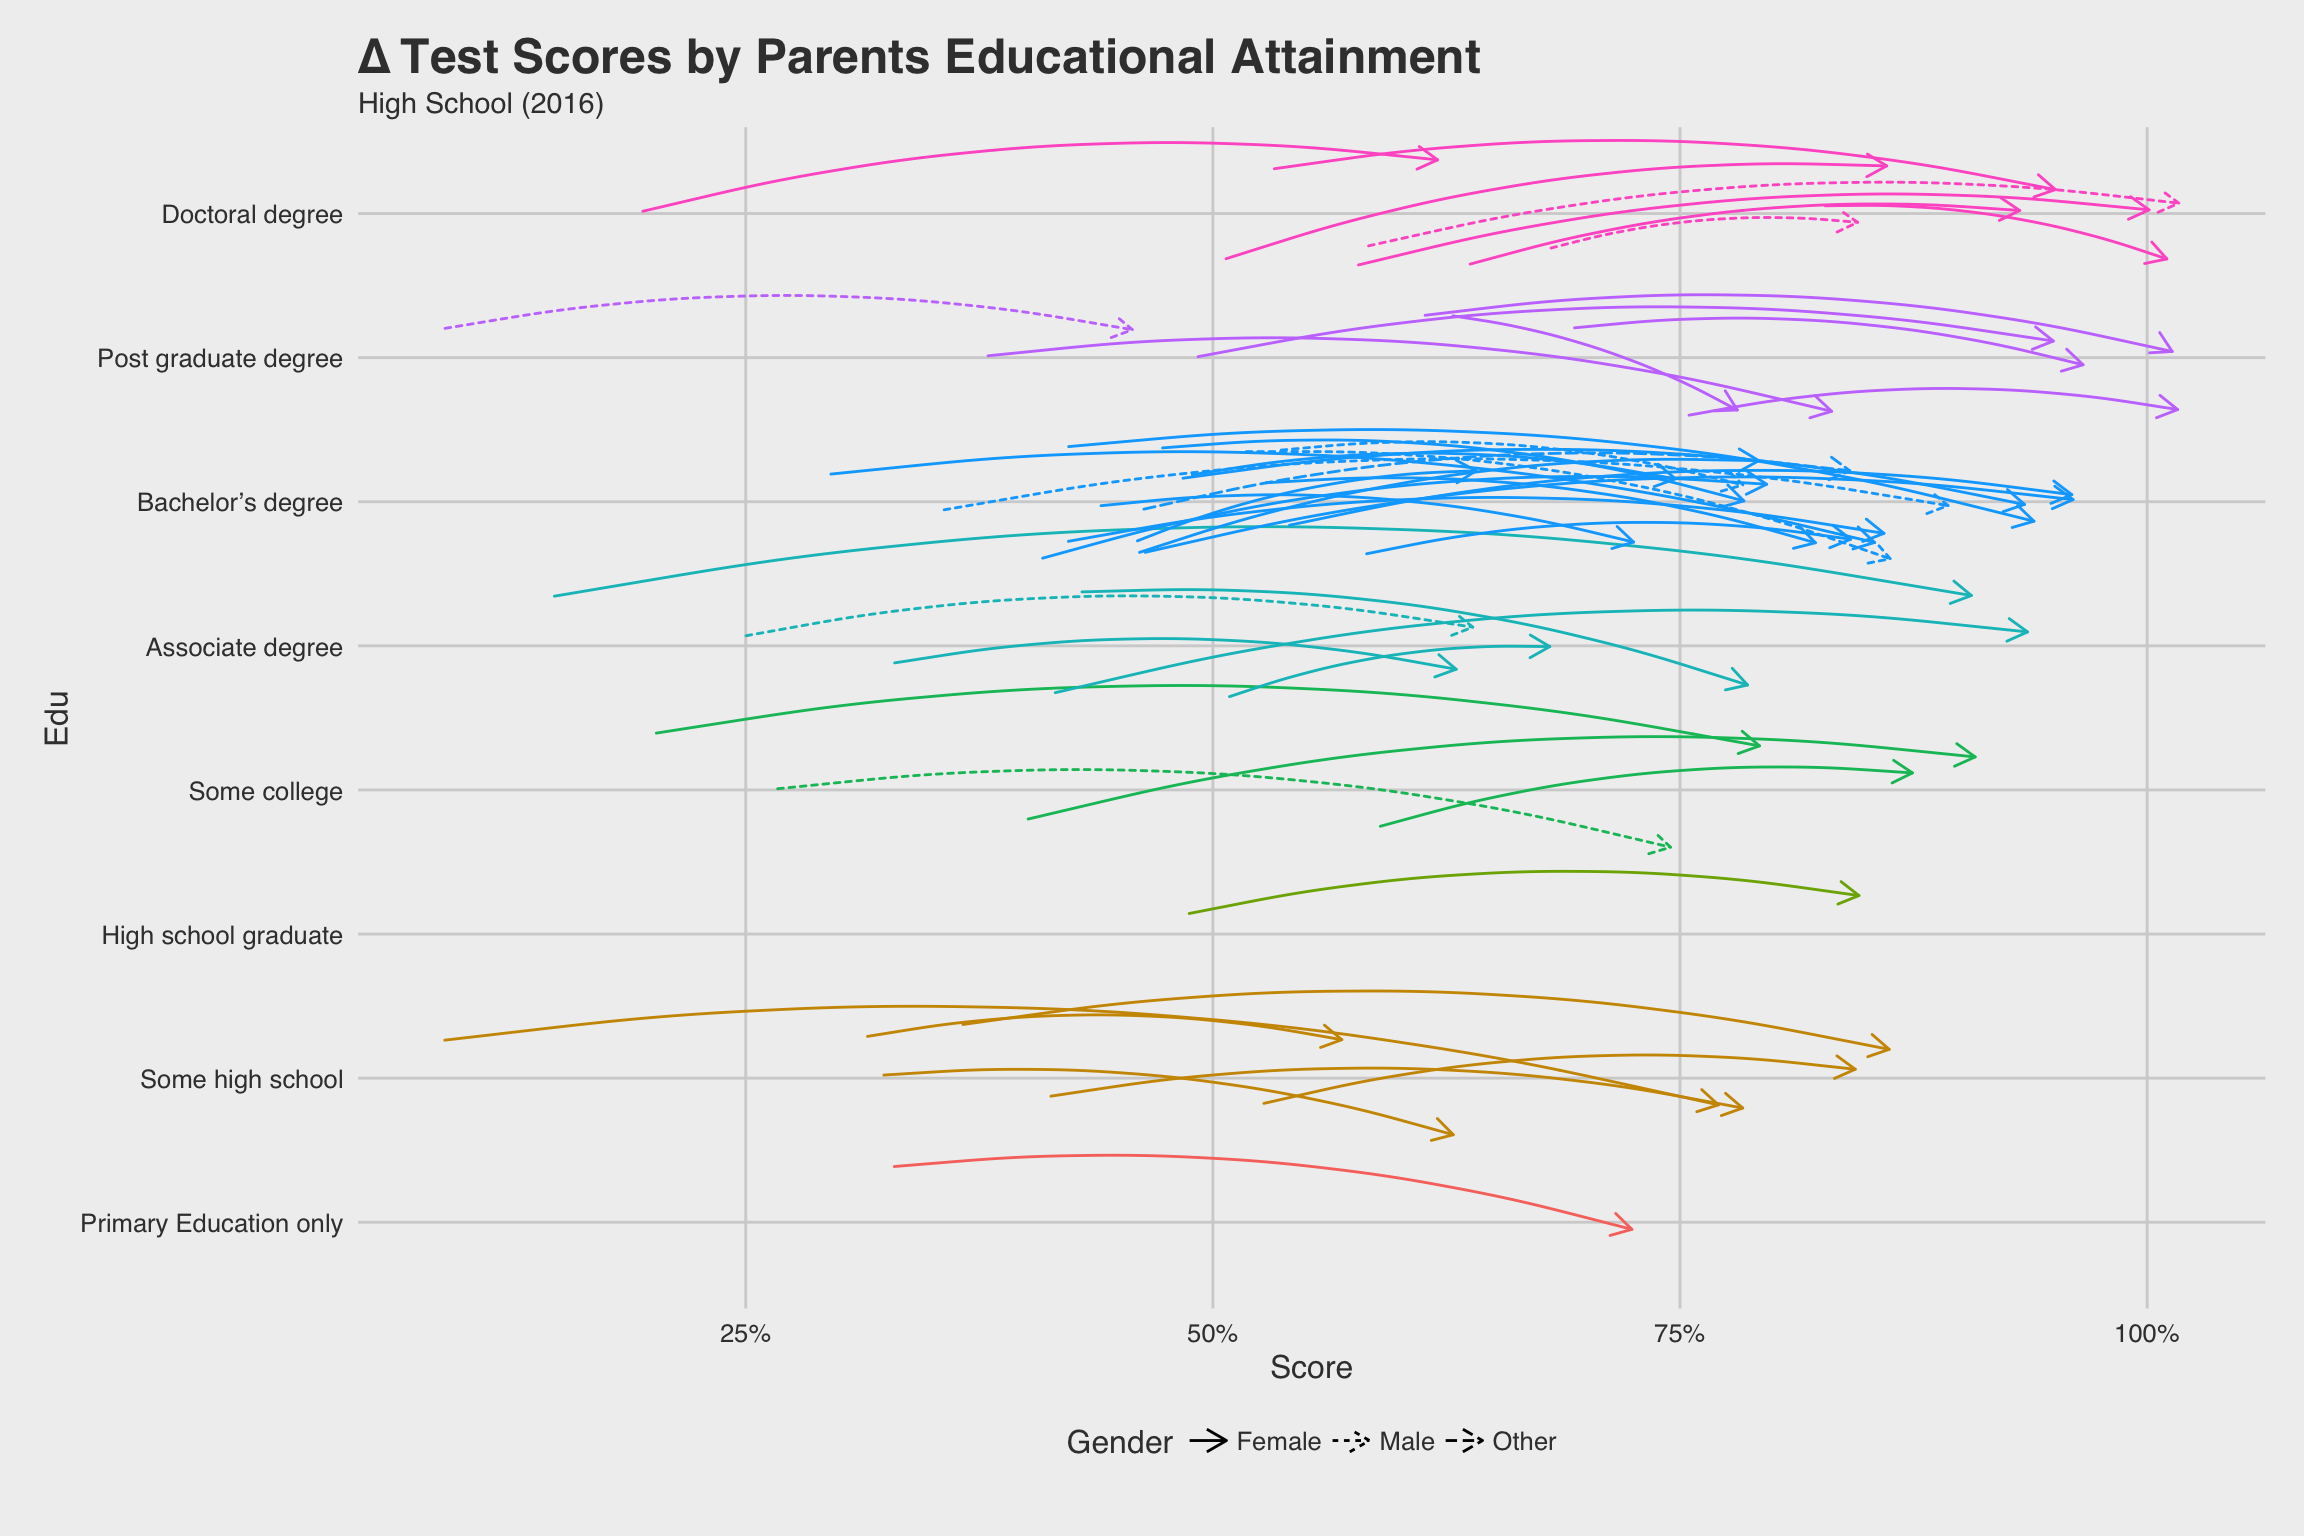 Δ Test Scores by Parents Educational Attainment
High School (2016)
Doctoral degree
Post graduate degree
Bachelor’s degree
Associate degree
Edu
Some college
High school graduate
Some high school
Primary Education only
25% 50% 75% 100%
Score
Gender Female Male Other